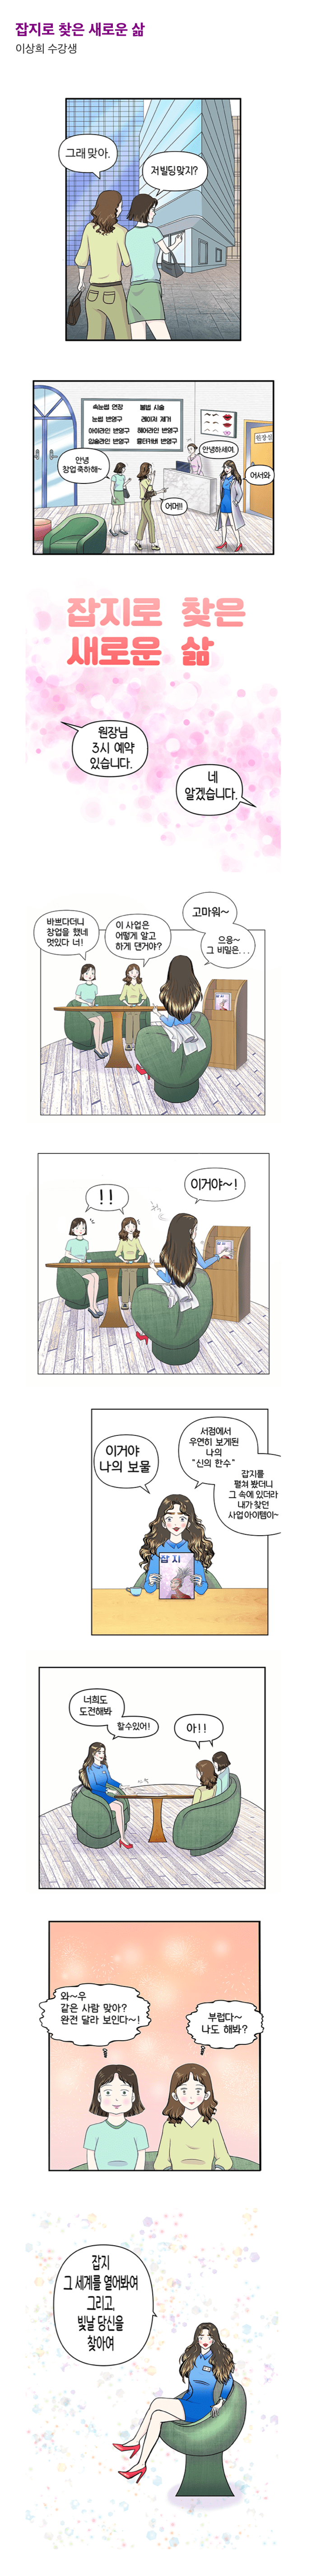 잡지로 찾은 새로운 삶
이상희 수강생
그래 맞아.
저 빌딩 맞지?
속눈썹 연장
눈썹 반영구
아이라인 반영구
입술라인 반영구
불법 시술
레이저 제거
헤어라인 반영구
흉터커버 반영구
안녕하세여.
원장실
안녕
창업 축하해~
어서와
어머!!
잡지로 찾은
새로운 삶
원장님
3시 예약
있습니다.
네
알겠습니다.
고마워~
바쁘다더니
창업을 했네
멋있다 너!
이 사업은
어떻게 알고
하게 댄거야?
으응~
그 비밀은...
이거야~!
!!
서점에서
우연히 보게된
나의
"신의 한수"
이거야
나의 보물
잡지를
펼쳐 봤더니
그 속에 있더라
내가 찾던
사업 아이템이~
잡지
너희도
도전해봐
할수있어!
아!!
와~우
같은 사람 맞아?
완전 달라 보인다~!
부럽다~
나도 해봐?
잡지
그 세계를 열어봐여
그리고,
빛날 당신을
찾아여